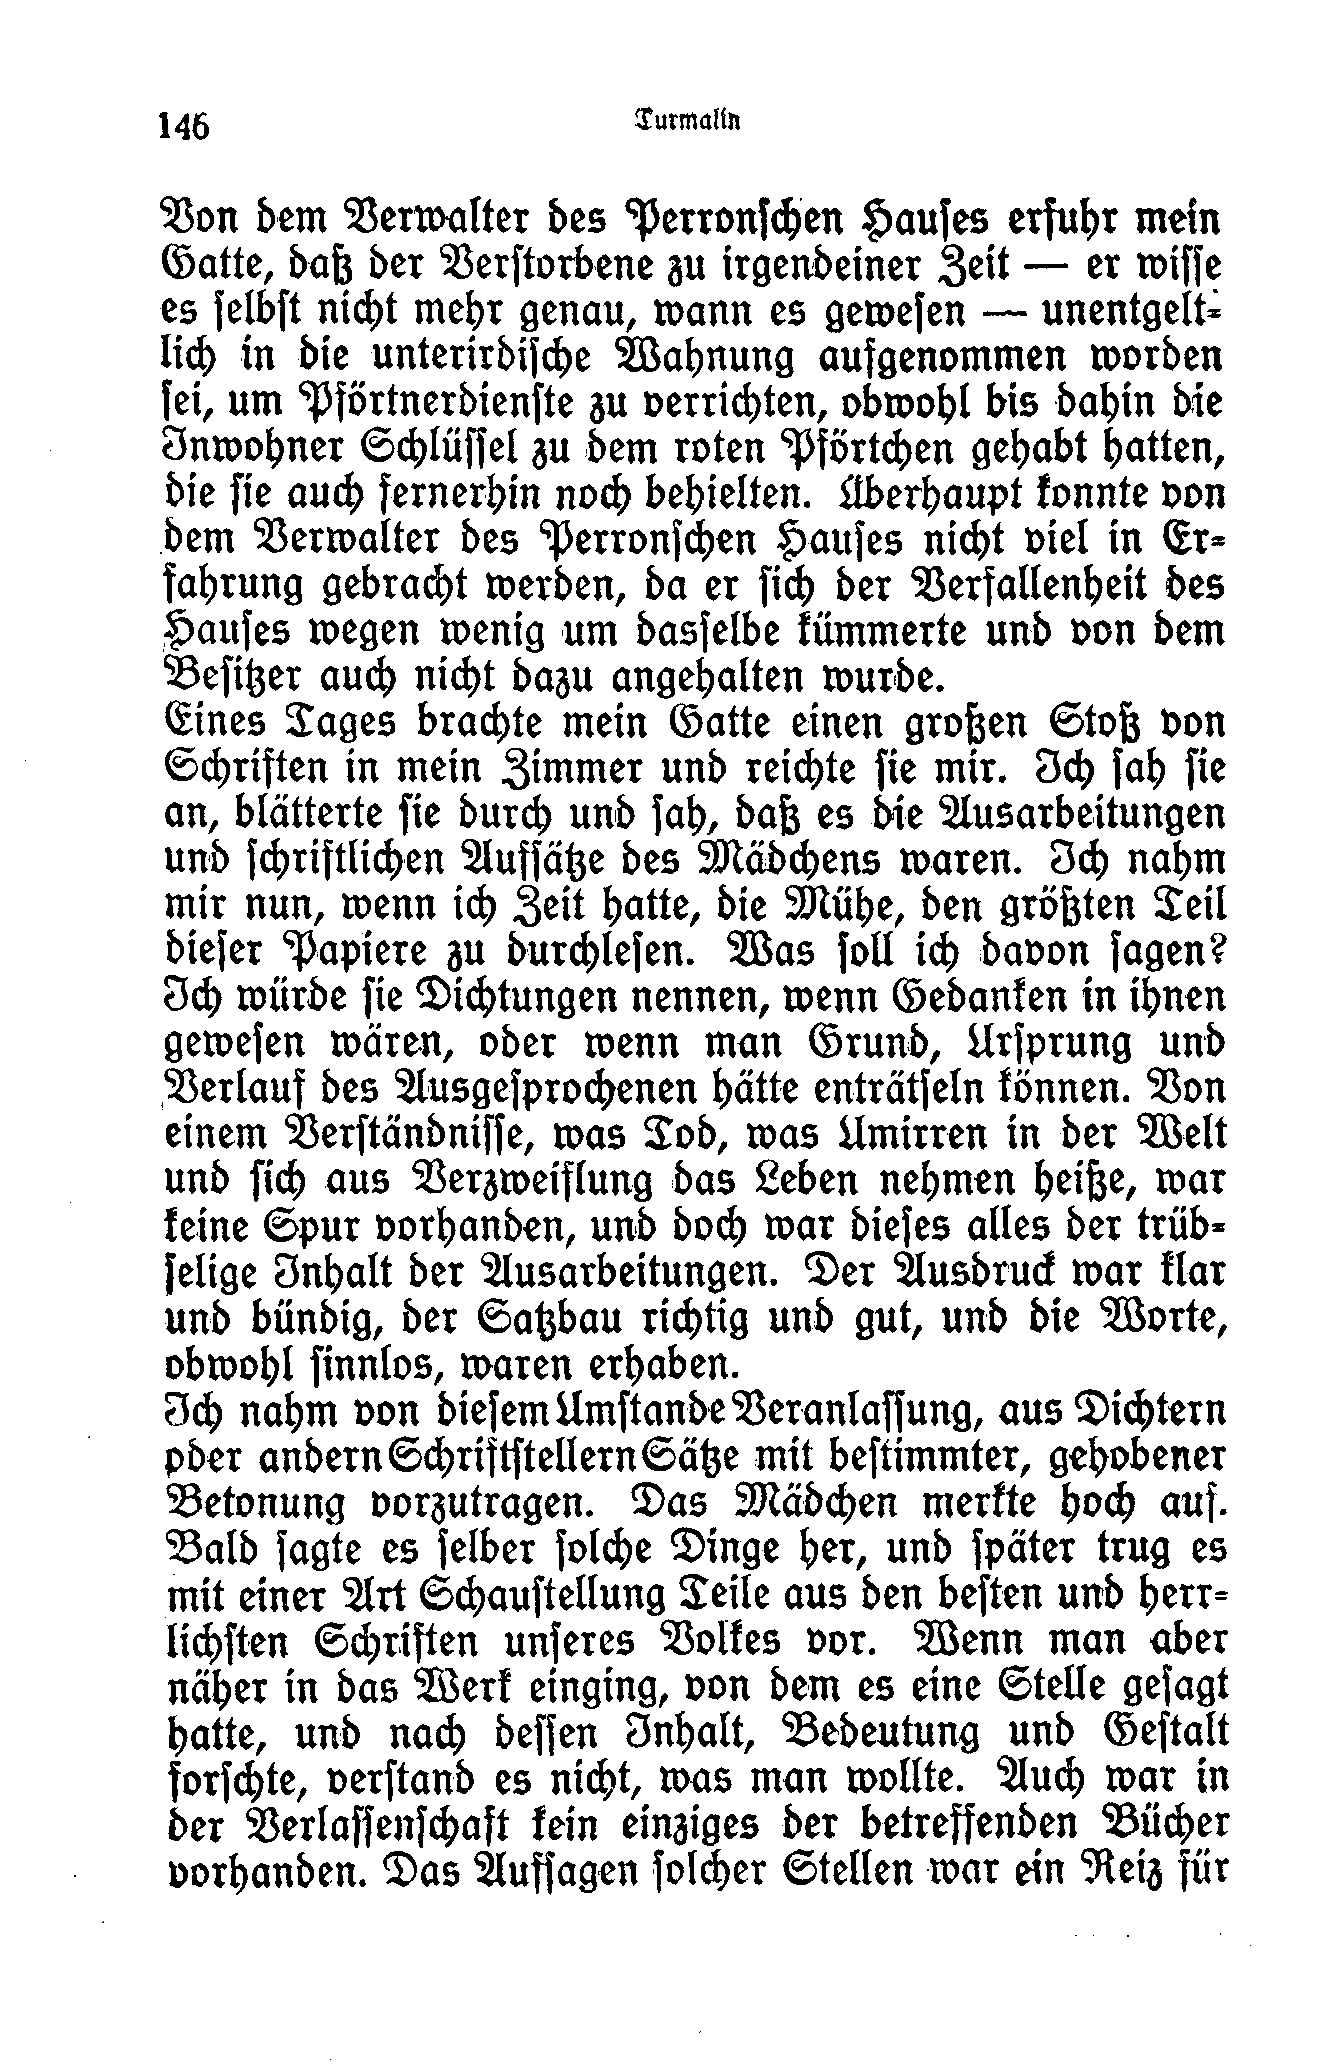 146
Turmalin
Von dem Verwalter des Perronschen Hauses erfuhr mein
Gatte, daß der Verstorbene zu irgendeiner Zeit — er wisse
es selbst nicht mehr genau, wann es gewesen — unentgelt-
lich in die unterirdische Wahnung aufgenommen worden
sei, um Pförtnerdienste zu verrichten, obwohl bis dahin die
Inwohner Schlüssel zu dem roten Pförtchen gehabt hatten,
die sie auch fernerhin noch behielten. Überhaupt konnte von
dem Verwalter des Perronschen Hauses nicht viel in Er-
fahrung gebracht werden, da er sich der Verfallenheit des
Hauses wegen wenig um dasselbe kümmerte und von dem
Besitzer auch nicht dazu angehalten wurde.
Eines Tages brachte mein Gatte einen großen Stoß von
Schriften in mein Zimmer und reichte sie mir. Ich sah sie
an, blätterte sie durch und sah, daß es die Ausarbeitungen
und schriftlichen Aufsätze des Mädchens waren. Ich nahm
mir nun, wenn ich Zeit hatte, die Mühe, den größten Teil
dieser Papiere zu durchlesen. Was soll ich davon sagen?
Ich würde sie Dichtungen nennen, wenn Gedanken in ihnen
gewesen wären, oder wenn man Grund, Ursprung und
Verlauf des Ausgesprochenen hätte enträtseln können. Von
einem Verständnisse, was Tod, was Umirren in der Welt
und sich aus Verzweiflung das Leben nehmen heiße, war
keine Spur vorhanden, und doch war dieses alles der trüb-
selige Inhalt der Ausarbeitungen. Der Ausdruck war klar
und bündig, der Satzbau richtig und gut, und die Worte,
obwohl sinnlos, waren erhaben.
Ich nahm von diesem Umstande Veranlassung, aus Dichtern
oder andern Schriftstellern Sätze mit bestimmter, gehobener
Betonung vorzutragen. Das Mädchen merkte hoch auf.
Bald sagte es selber solche Dinge her, und später trug es
mit einer Art Schaustellung Teile aus den besten und herr-
lichsten Schriften unseres Volkes vor. Wenn man aber
näher in das Werk einging, von dem es eine Stelle gesagt
hatte, und nach dessen Inhalt, Bedeutung und Gestalt
forschte, verstand es nicht, was man wollte. Auch war in
der Verlassenschaft kein einziges der betreffenden Bücher
vorhanden. Das Aufsagen solcher Stellen war ein Reiz für